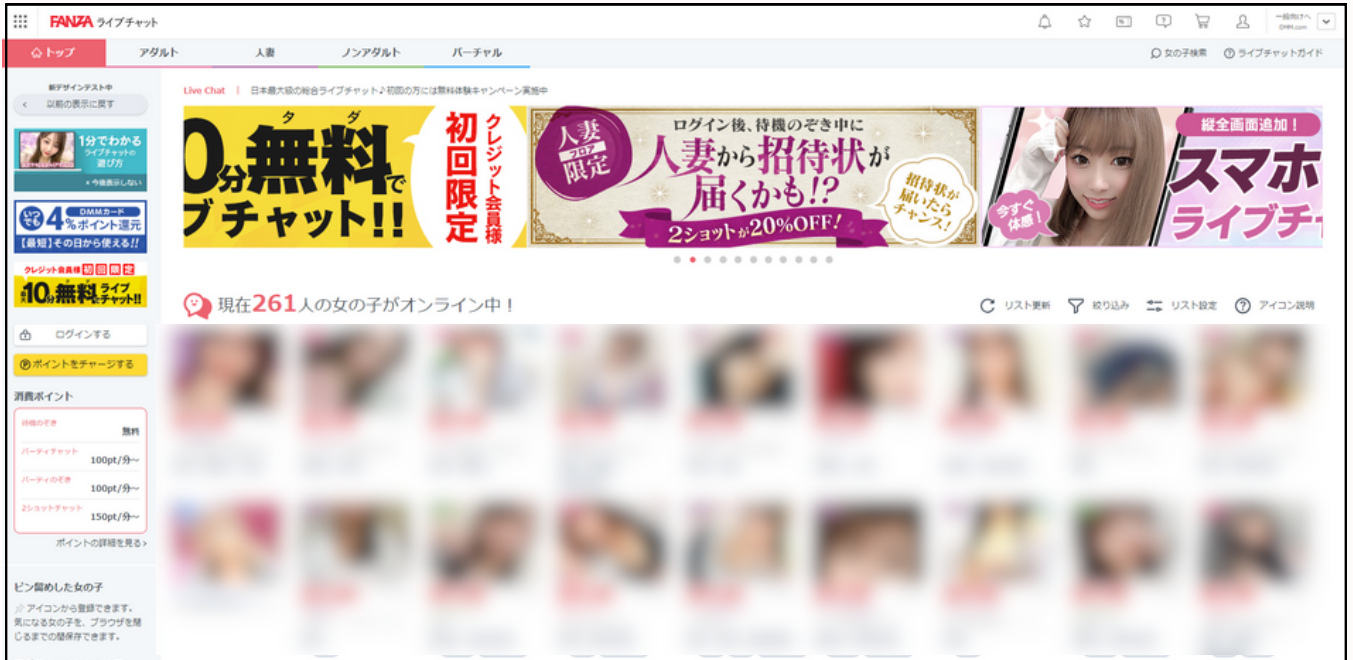 FANZA ライブチャット
一般向けへ
DMM.com
トップ
アダルト
人妻
ノンアダルト
バーチャル
女の子検索
ライブチャットガイド
新デザインテスト中
以前の表示に戻す
1分でわかる
ライブチャットの
遊び方
× 今後表示しない
いつでも
DMMカード
4%ポイント還元
【最短】その日から使える!!
クレジット会員様 初回限定
最大10分無料 ライブチャット!!
ログインする
ポイントをチャージする
消費ポイント
待機のぞき
無料
パーティチャット
100pt/分～
パーティのぞき
100pt/分～
2ショットチャット
150pt/分～
ポイントの詳細を見る
ピン留めした女の子
アイコンから登録できます。
気になる女の子を、ブラウザを閉
じるまでの間保存できます。
Live Chat
日本最大級の総合ライブチャット♪初回の方には無料体験キャンペーン実施中
タダ
0分無料で
ブチャット!!
初回限定
クレジット会員様
人妻
フロア
限定
ログイン後、待機のぞき中に
人妻から招待状が
届くかも!?
2ショットが20%OFF!
招待状が
届いたら
チャンス!
縦全画面追加！
スマホ
ライブチ
今すぐ
体感！
現在261人の女の子がオンライン中！
リスト更新
絞り込み
リスト設定
アイコン説明